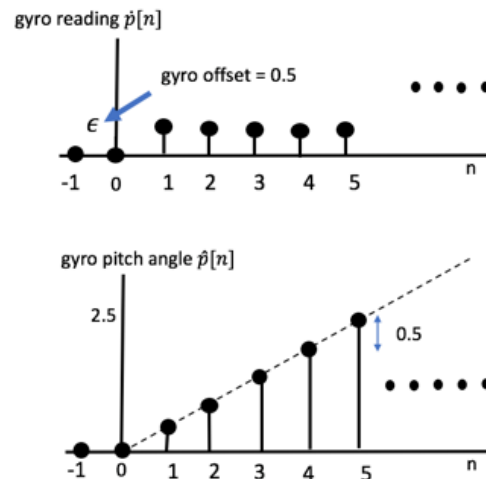 gyro reading ṗ[n]
gyro offset = 0.5
ϵ
n
-1 0 1 2 3 4 5
gyro pitch angle p̂[n]
2.5
0.5
-1 0 1 2 3 4 5 n